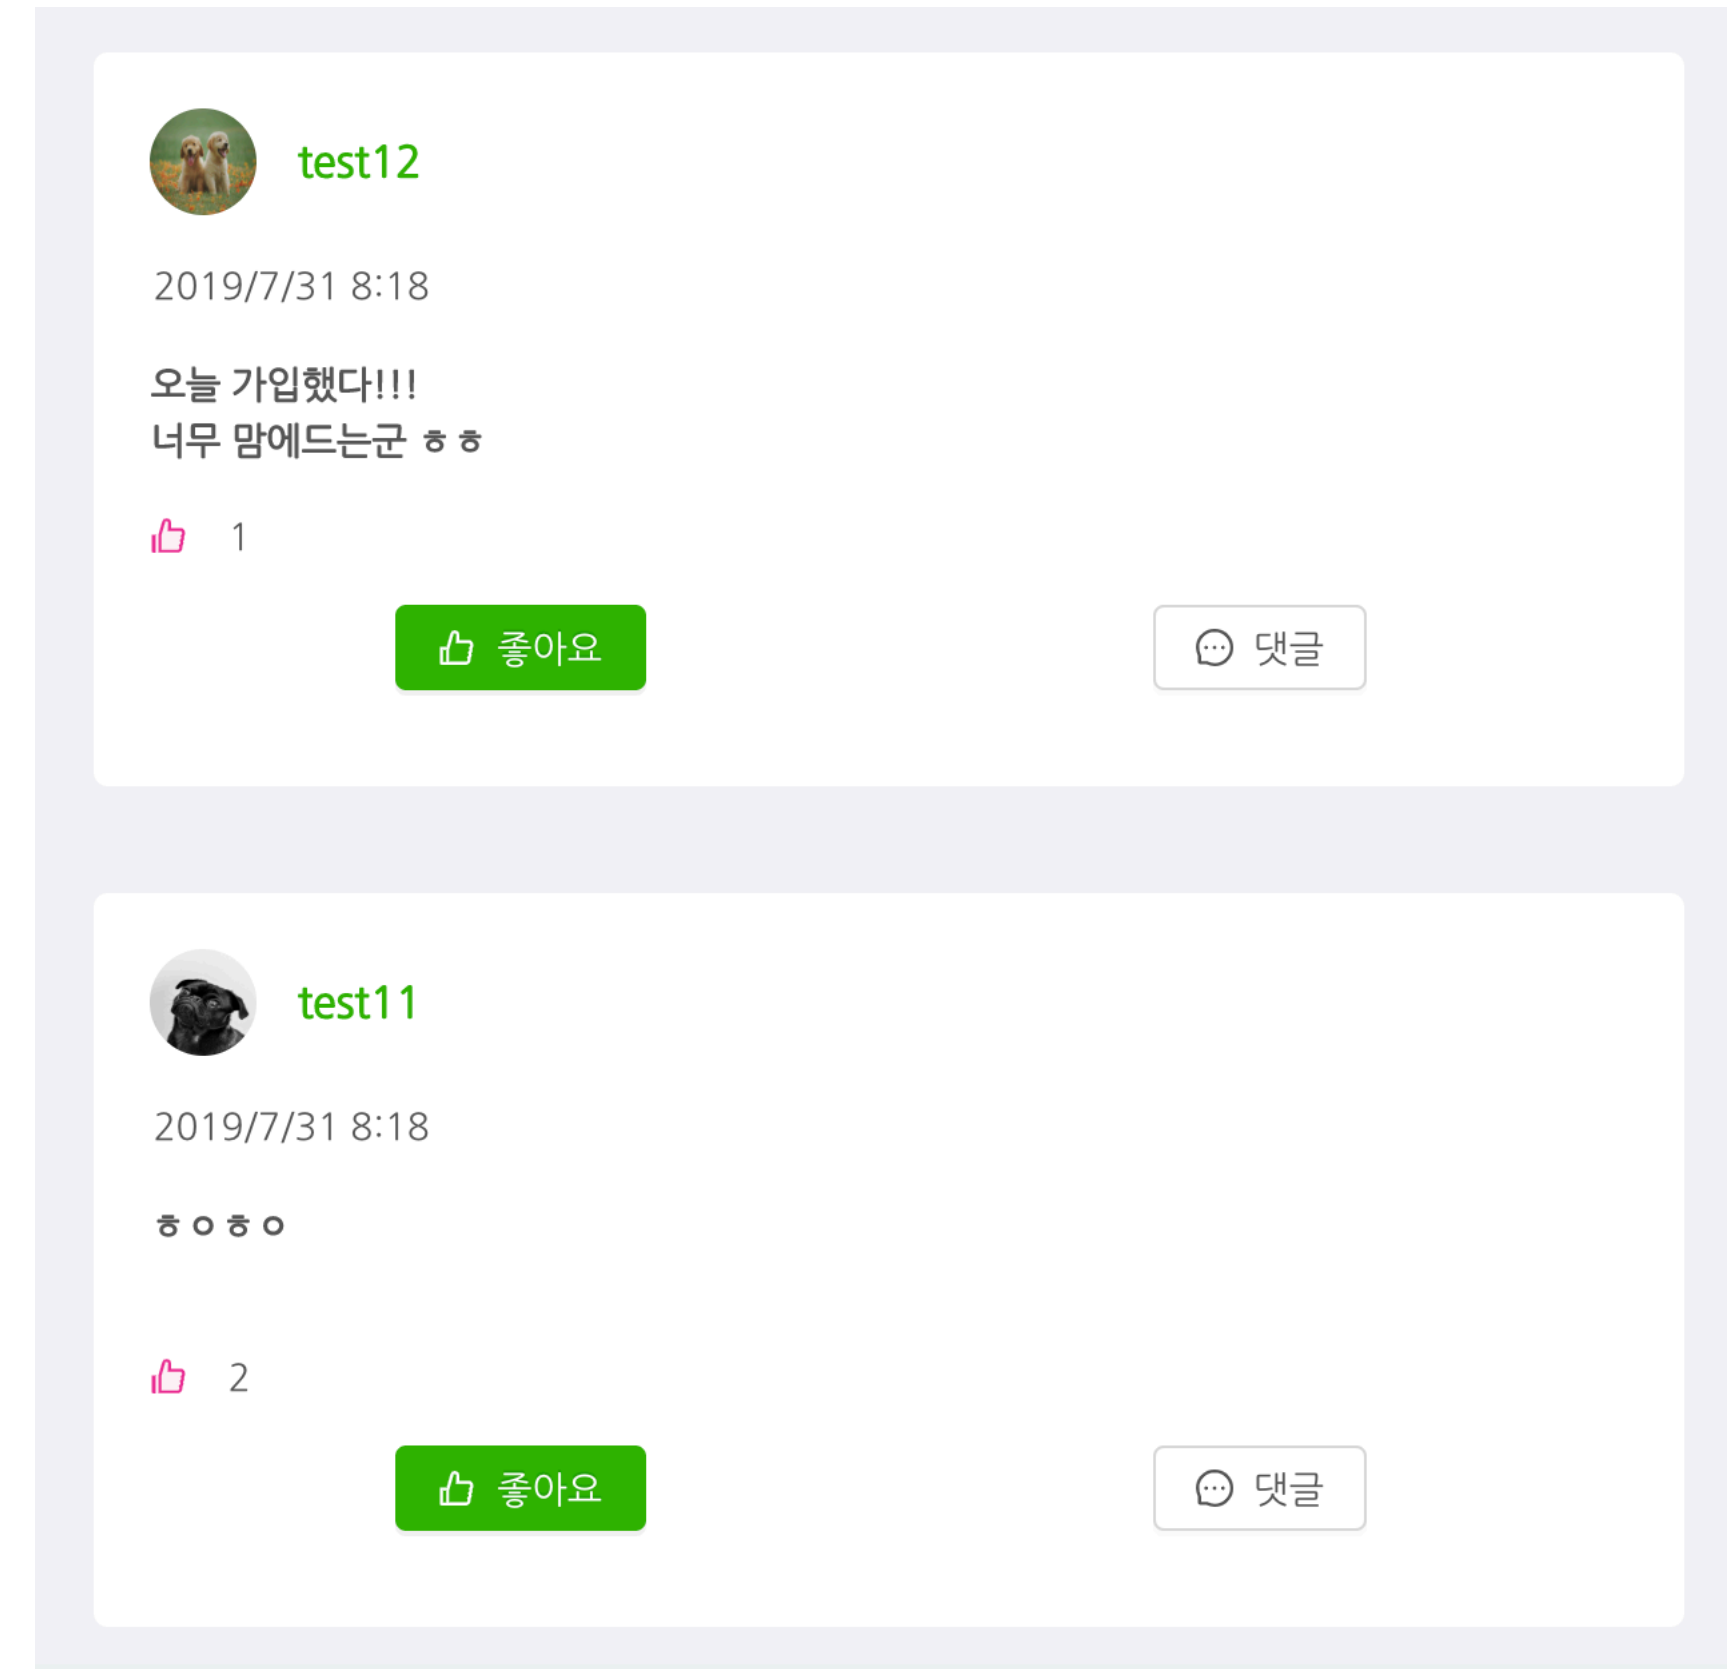 test12
2019/7/31 8:18
오늘 가입했다!!!
너무 맘에드는군 ㅎㅎ
1
좋아요 댓글
test11
2019/7/31 8:18
ㅎㅇㅎㅇ
2
좋아요 댓글